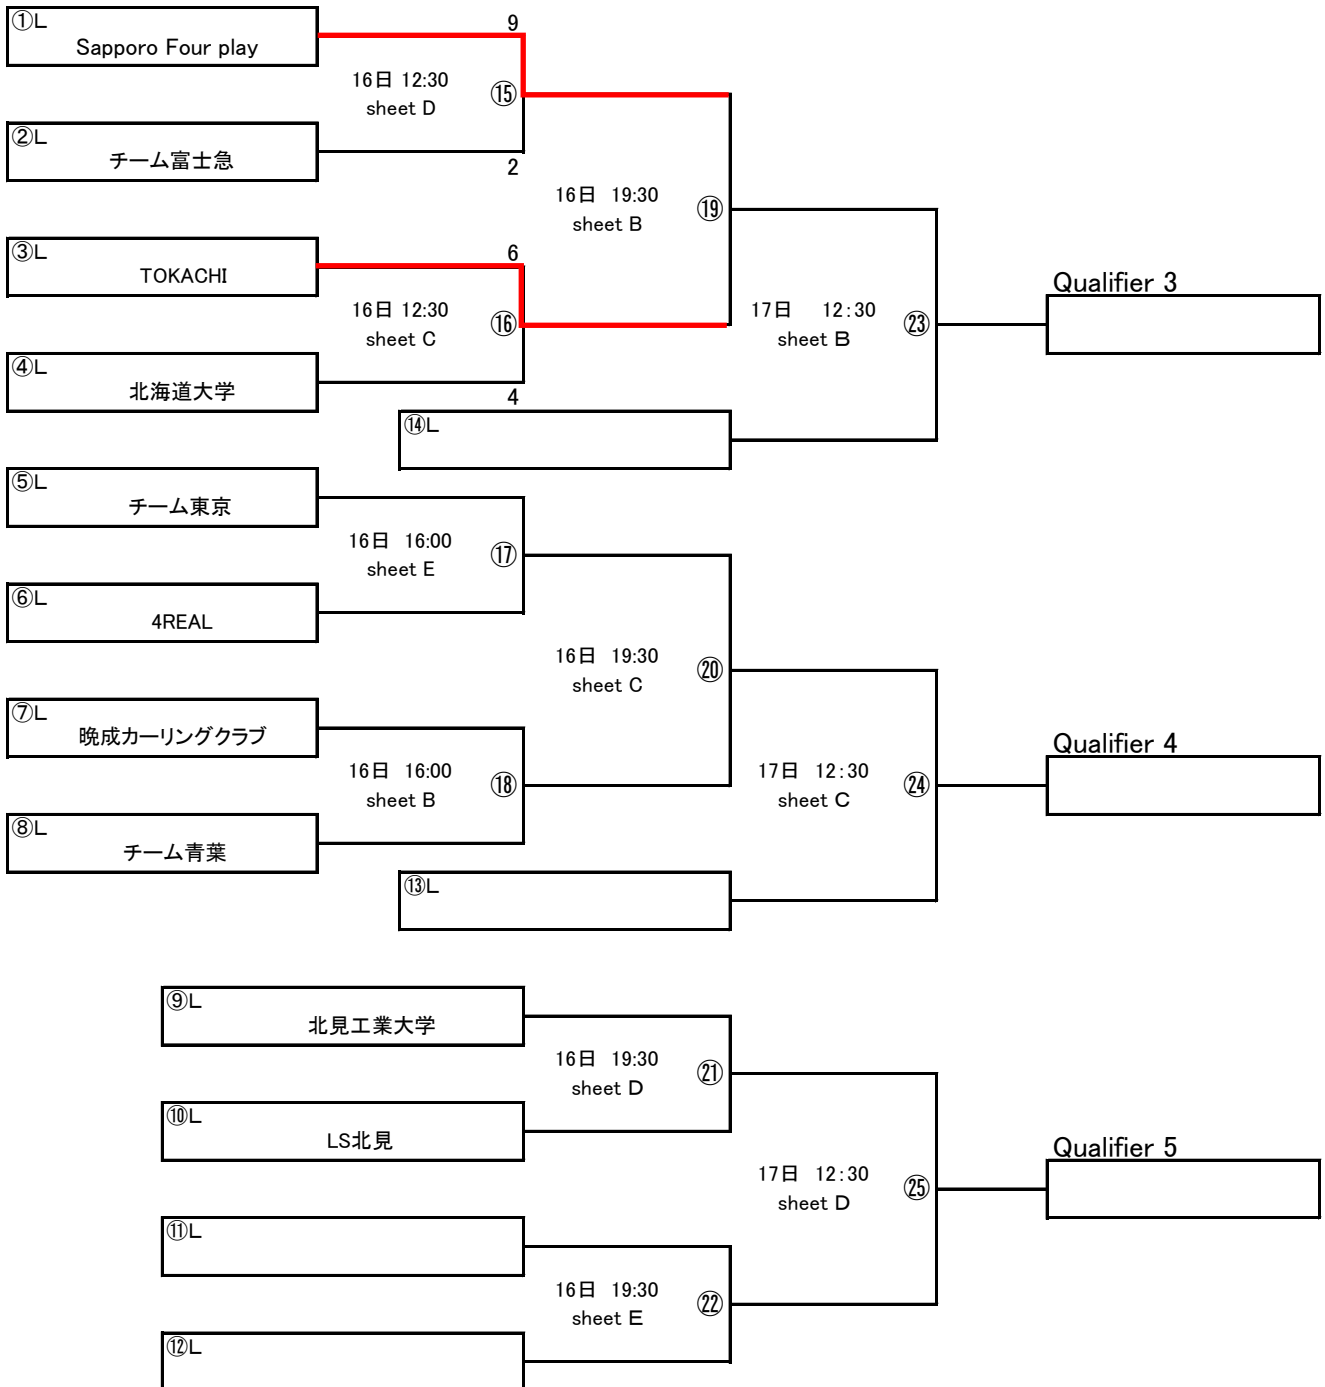 ①L
Sapporo Four play
9
16日 12:30
sheet D
⑮
②L
チーム富士急
2
16日 19:30
sheet B
⑲
③L
TOKACHI
6
16日 12:30
sheet C
⑯
④L
北海道大学
4
17日 12:30
sheet B
㉓
Qualifier 3
⑭L
⑤L
チーム東京
16日 16:00
sheet E
⑰
⑥L
4REAL
16日 19:30
sheet C
⑳
⑦L
晩成カーリングクラブ
16日 16:00
sheet B
⑱
⑧L
チーム青葉
17日 12:30
sheet C
㉔
Qualifier 4
⑬L
⑨L
北見工業大学
16日 19:30
sheet D
㉑
⑩L
LS北見
17日 12:30
sheet D
㉕
Qualifier 5
⑪L
16日 19:30
sheet E
㉒
⑫L